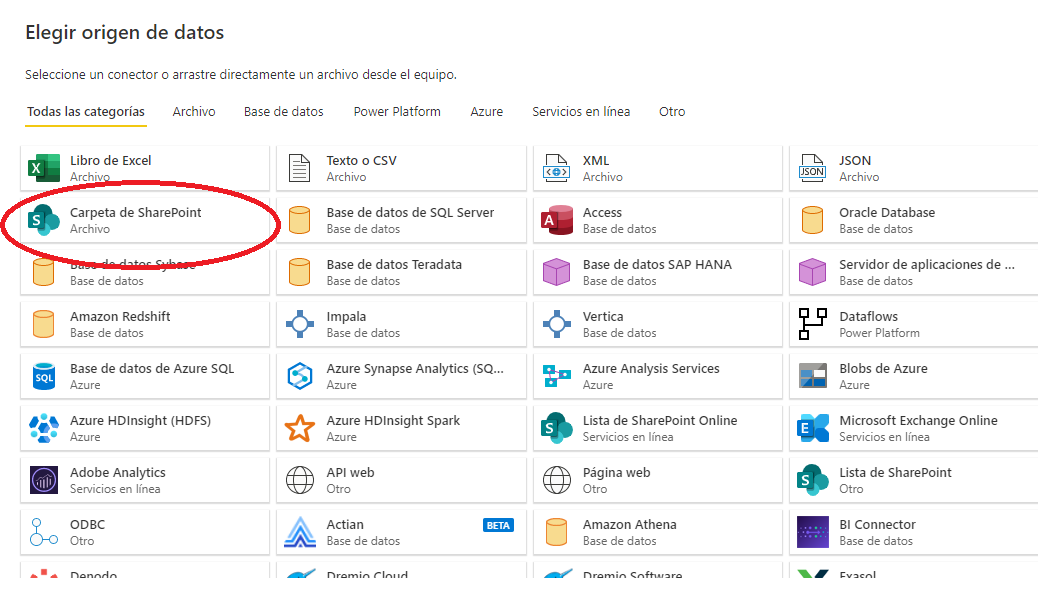 Elegir origen de datos
Seleccione un conector o arrastre directamente un archivo desde el equipo.
Todas las categorías Archivo Base de datos Power Platform Azure Servicios en línea Otro
Libro de Excel Texto o CSV XML JSON
Archivo Archivo Archivo Archivo
Carpeta de SharePoint Base de datos de SQL Server Access Oracle Database
Archivo Base de datos Base de datos Base de datos
Base de datos Sybase Base de datos Teradata Base de datos SAP HANA Servidor de aplicaciones de ...
Base de datos Base de datos Base de datos Base de datos
Amazon Redshift Impala Vertica Dataflows
Base de datos Base de datos Base de datos Power Platform
Base de datos de Azure SQL Azure Synapse Analytics (SQ... Azure Analysis Services Blobs de Azure
Azure Azure Azure Azure
Azure HDInsight (HDFS) Azure HDInsight Spark Lista de SharePoint Online Microsoft Exchange Online
Azure Azure Servicios en línea Servicios en línea
Adobe Analytics API web Página web Lista de SharePoint
Servicios en línea Otro Otro Otro
ODBC Actian BETA Amazon Athena BI Connector
Otro Base de datos Base de datos Base de datos
Denodo Dremio Cloud Dremio Software Exasol